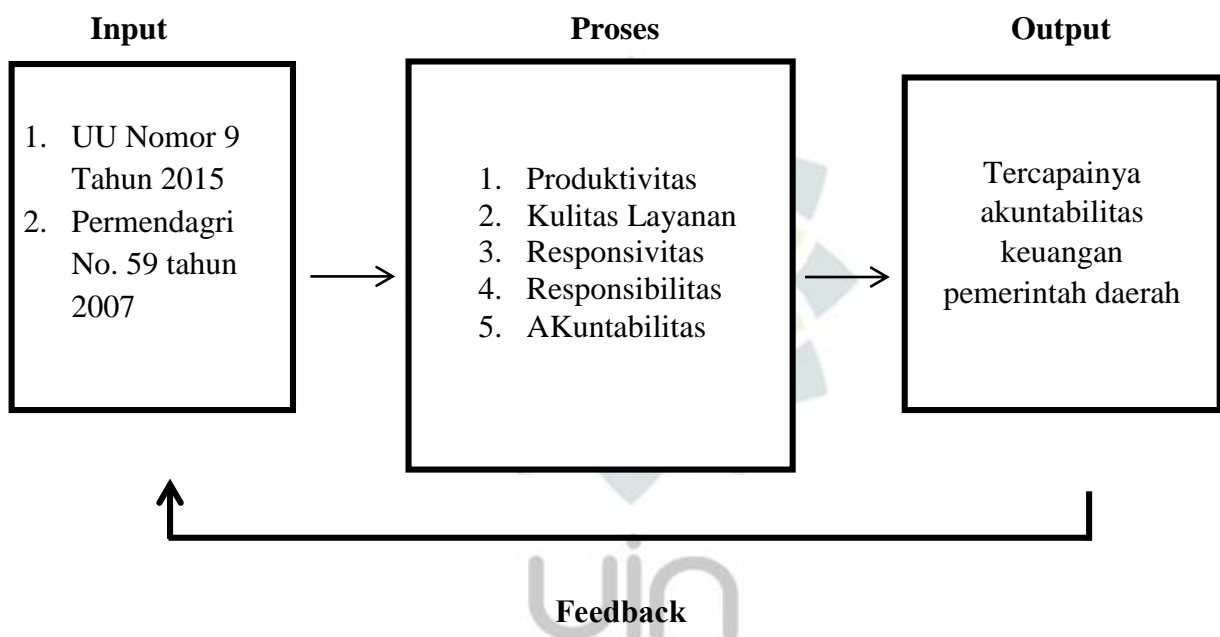 Input
Proses
Output
1. UU Nomor 9
Tahun 2015
2. Permendagri
No. 59 tahun
2007
1. Produktivitas
2. Kulitas Layanan
3. Responsivitas
4. Responsibilitas
5. AKuntabilitas
Tercapainya
akuntabilitas
keuangan
pemerintah daerah
uin
Feedback